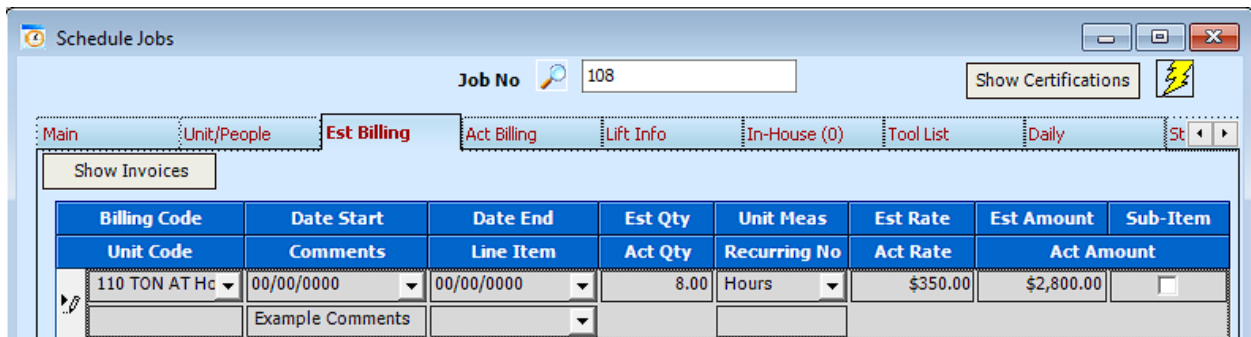 Schedule Jobs
Job No 108 Show Certifications
Main Unit/People Est Billing Act Billing Lift Info In-House (0) Tool List Daily St
Show Invoices
Billing Code Date Start Date End Est Qty Unit Meas Est Rate Est Amount Sub-Item
Unit Code Comments Line Item Act Qty Recurring No Act Rate Act Amount
110 TON AT Ho 00/00/0000 00/00/0000 8.00 Hours $350.00 $2,800.00
Example Comments